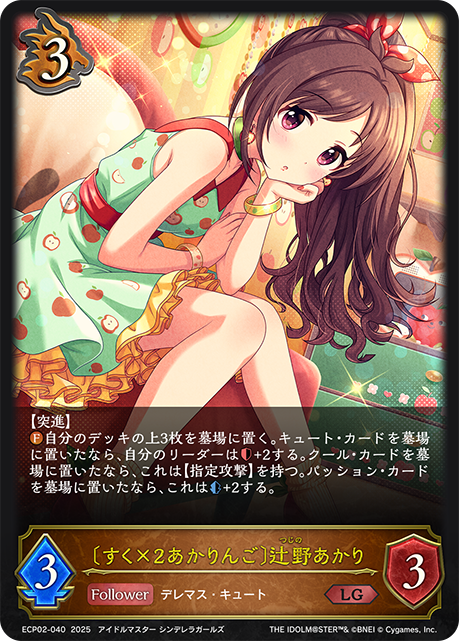 3
【突進】
F自分のデッキの上3枚を墓場に置く。キュート・カードを墓場
に置いたなら、自分のリーダーは+2する。クール・カードを墓
場に置いたなら、これは【指定攻撃】を持つ。パッション・カード
を墓場に置いたなら、これは+2する。
つじの
〔すく×2あかりんご〕辻野あかり
3
Follower デレマス・キュート
LG
3
ECP02-040 2025 アイドルマスター シンデレラガールズ
THE IDOLM@STER™& ©BNEI © Cygames, Inc.